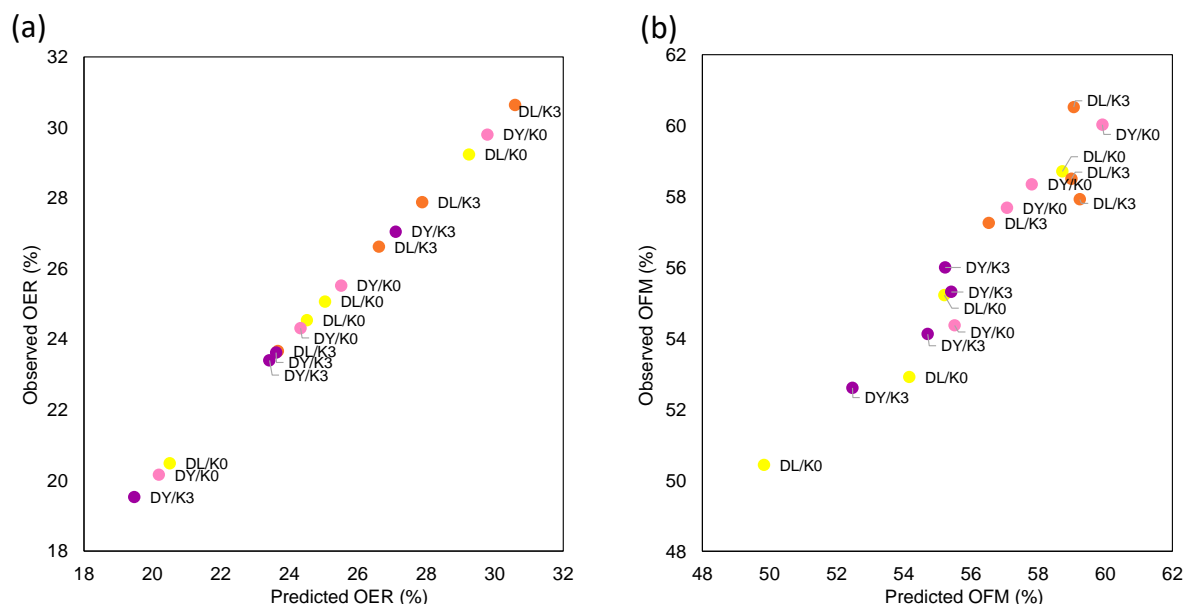 (a)
32
30
28
26
24
22
20
18
Observed OER (%)
DL/K3
DY/K0
DL/K0
DL/K3
DY/K3
DL/K3
DY/K0
DL/K0
DL/K0
DY/K0
DL/K3
DY/K3
DY/K3
DL/K0
DY/K0
DY/K3
18 20 22 24 26 28 30 32
Predicted OER (%)
(b)
62
60
58
56
54
52
50
48
Observed OFM (%)
DL/K3
DY/K0
DL/K0
DL/K3
DY/K0
DL/K3
DY/K0
DL/K3
DY/K3
DY/K3
DL/K0
DY/K0
DY/K3
DL/K0
DY/K3
DL/K0
48 50 52 54 56 58 60 62
Predicted OFM (%)